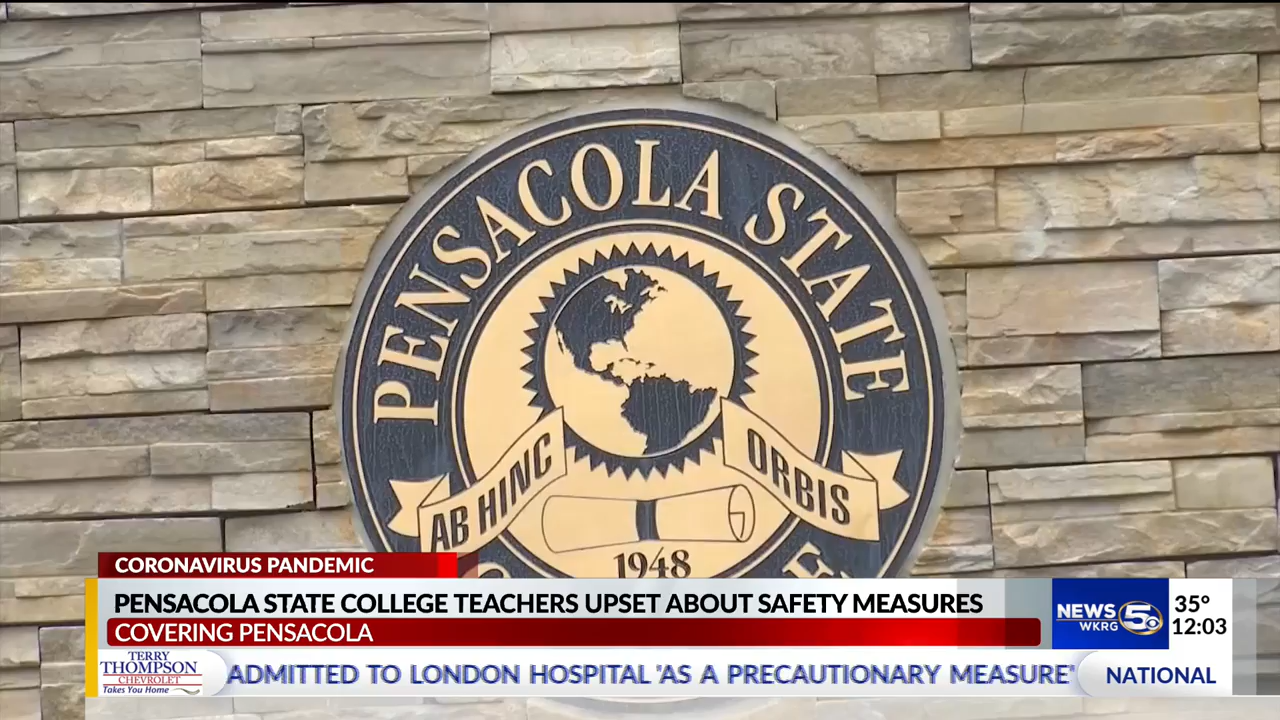 PENSACOLA STATE
AB HINC
ORBIS
1948
CORONAVIRUS PANDEMIC
PENSACOLA STATE COLLEGE TEACHERS UPSET ABOUT SAFETY MEASURES
COVERING PENSACOLA
NEWS 5
WKRG
35°
12:03
TERRY
THOMPSON
CHEVROLET
Takes You Home
ADMITTED TO LONDON HOSPITAL "AS A PRECAUTIONARY MEASURE"
NATIONAL